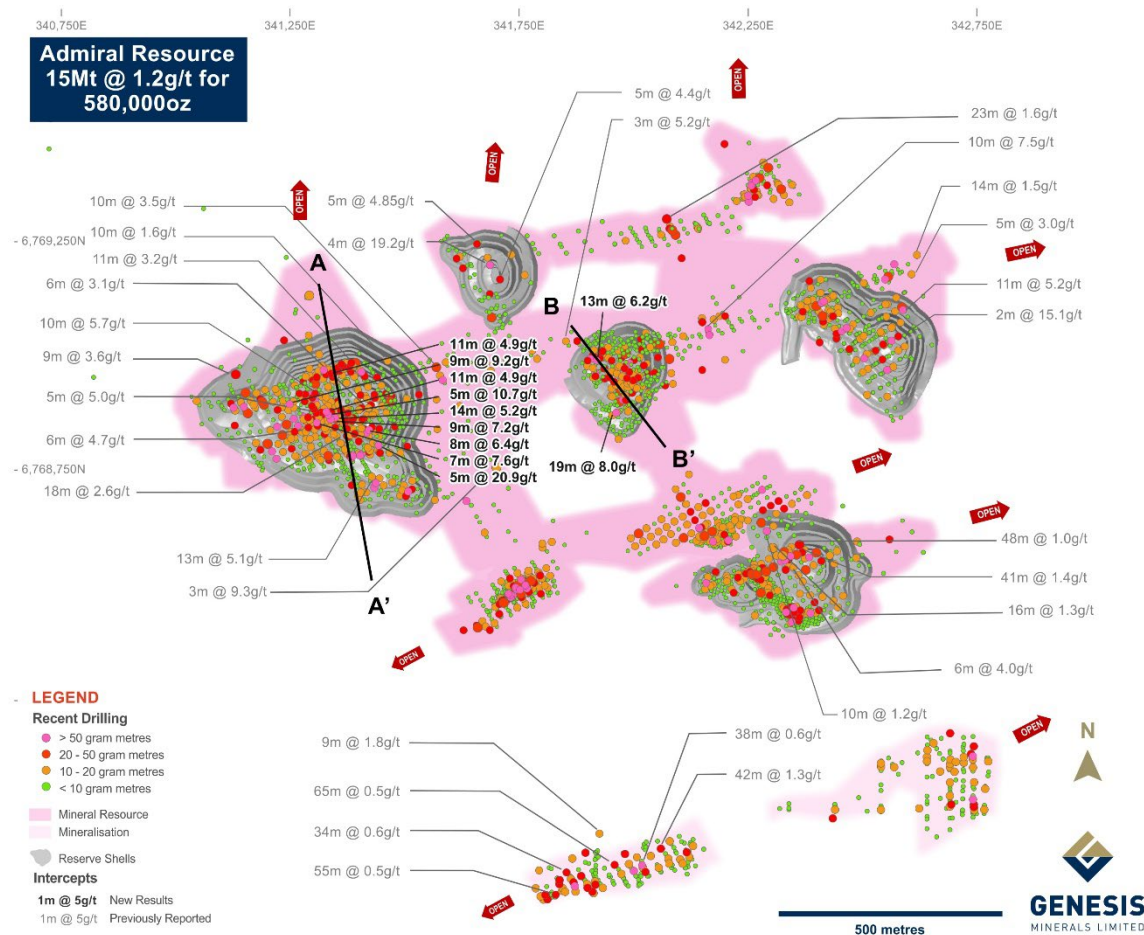 340,750E
341,250E
341,750E
342,250E
342,750E
Admiral Resource
15Mt @ 1.2g/t for
580,000oz
OPEN
OPEN
OPEN
5m @ 4.4g/t
3m @ 5.2g/t
23m @ 1.6g/t
10m @ 7.5g/t
14m @ 1.5g/t
5m @ 3.0g/t
OPEN
11m @ 5.2g/t
2m @ 15.1g/t
10m @ 3.5g/t
5m @ 4.85g/t
10m @ 1.6g/t
4m @ 19.2g/t
- 6,769,250N
11m @ 3.2g/t
A
6m @ 3.1g/t
B
13m @ 6.2g/t
10m @ 5.7g/t
9m @ 3.6g/t
5m @ 5.0g/t
6m @ 4.7g/t
- 6,768,750N
18m @ 2.6g/t
11m @ 4.9g/t
9m @ 9.2g/t
11m @ 4.9g/t
5m @ 10.7g/t
14m @ 5.2g/t
9m @ 7.2g/t
8m @ 6.4g/t
7m @ 7.6g/t
5m @ 20.9g/t
19m @ 8.0g/t
B'
OPEN
OPEN
13m @ 5.1g/t
3m @ 9.3g/t
A'
48m @ 1.0g/t
41m @ 1.4g/t
16m @ 1.3g/t
6m @ 4.0g/t
10m @ 1.2g/t
OPEN
OPEN
-
LEGEND
Recent Drilling
> 50 gram metres
20 - 50 gram metres
10 - 20 gram metres
< 10 gram metres
Mineral Resource
Mineralisation
Reserve Shells
Intercepts
1m @ 5g/t New Results
1m @ 5g/t Previously Reported
9m @ 1.8g/t
65m @ 0.5g/t
34m @ 0.6g/t
55m @ 0.5g/t
38m @ 0.6g/t
42m @ 1.3g/t
OPEN
N
500 metres
GENESIS
MINERALS LIMITED